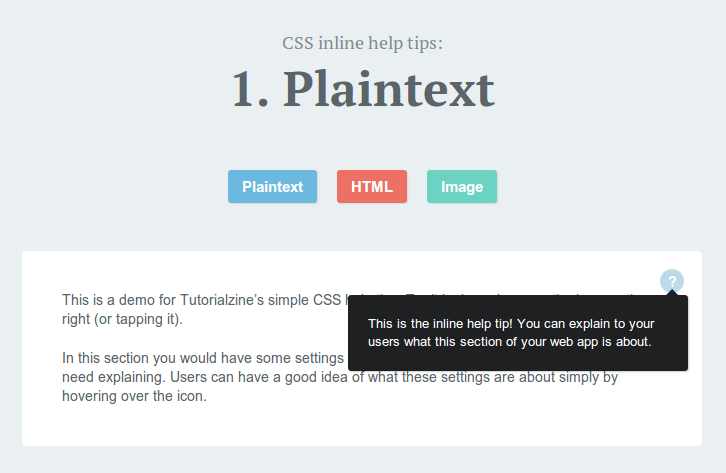 CSS inline help tips:
1. Plaintext
Plaintext HTML Image
?
This is a demo for Tutorialzine's simple CSS
right (or tapping it).
This is the inline help tip! You can explain to your
users what this section of your web app is about.
In this section you would have some settings
need explaining. Users can have a good idea of what these settings are about simply by
hovering over the icon.